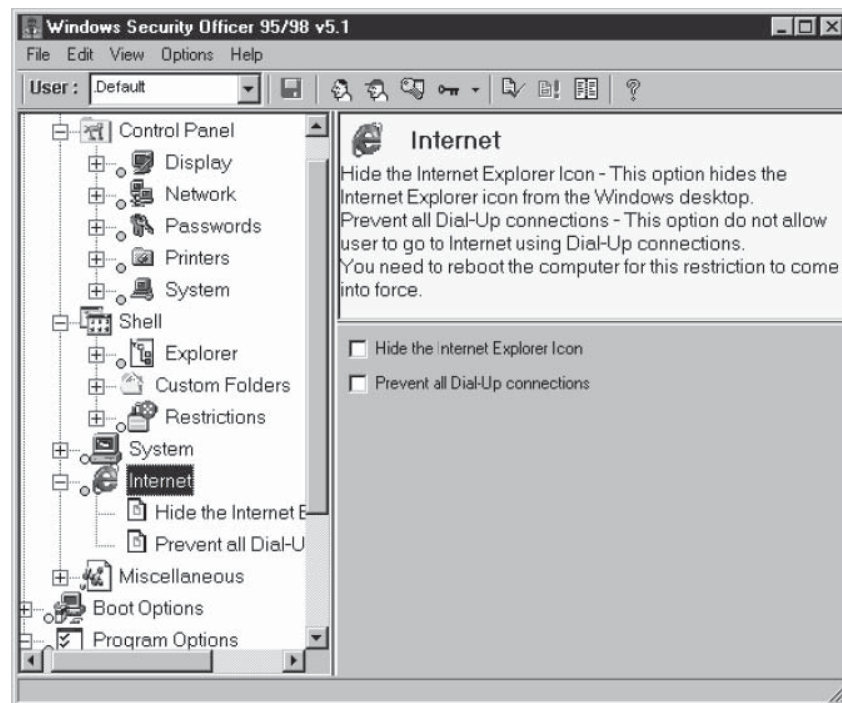 Windows Security Officer 95/98 v5.1
File Edit View Options Help
User : .Default
Control Panel
Display
Network
Passwords
Printers
System
Shell
Explorer
Custom Folders
Restrictions
System
Internet
Hide the Internet E
Prevent all Dial-U
Miscellaneous
Boot Options
Program Options
Internet
Hide the Internet Explorer Icon - This option hides the
Internet Explorer icon from the Windows desktop.
Prevent all Dial-Up connections - This option do not allow
user to go to Internet using Dial-Up connections.
You need to reboot the computer for this restriction to come
into force.
Hide the Internet Explorer Icon
Prevent all Dial-Up connections